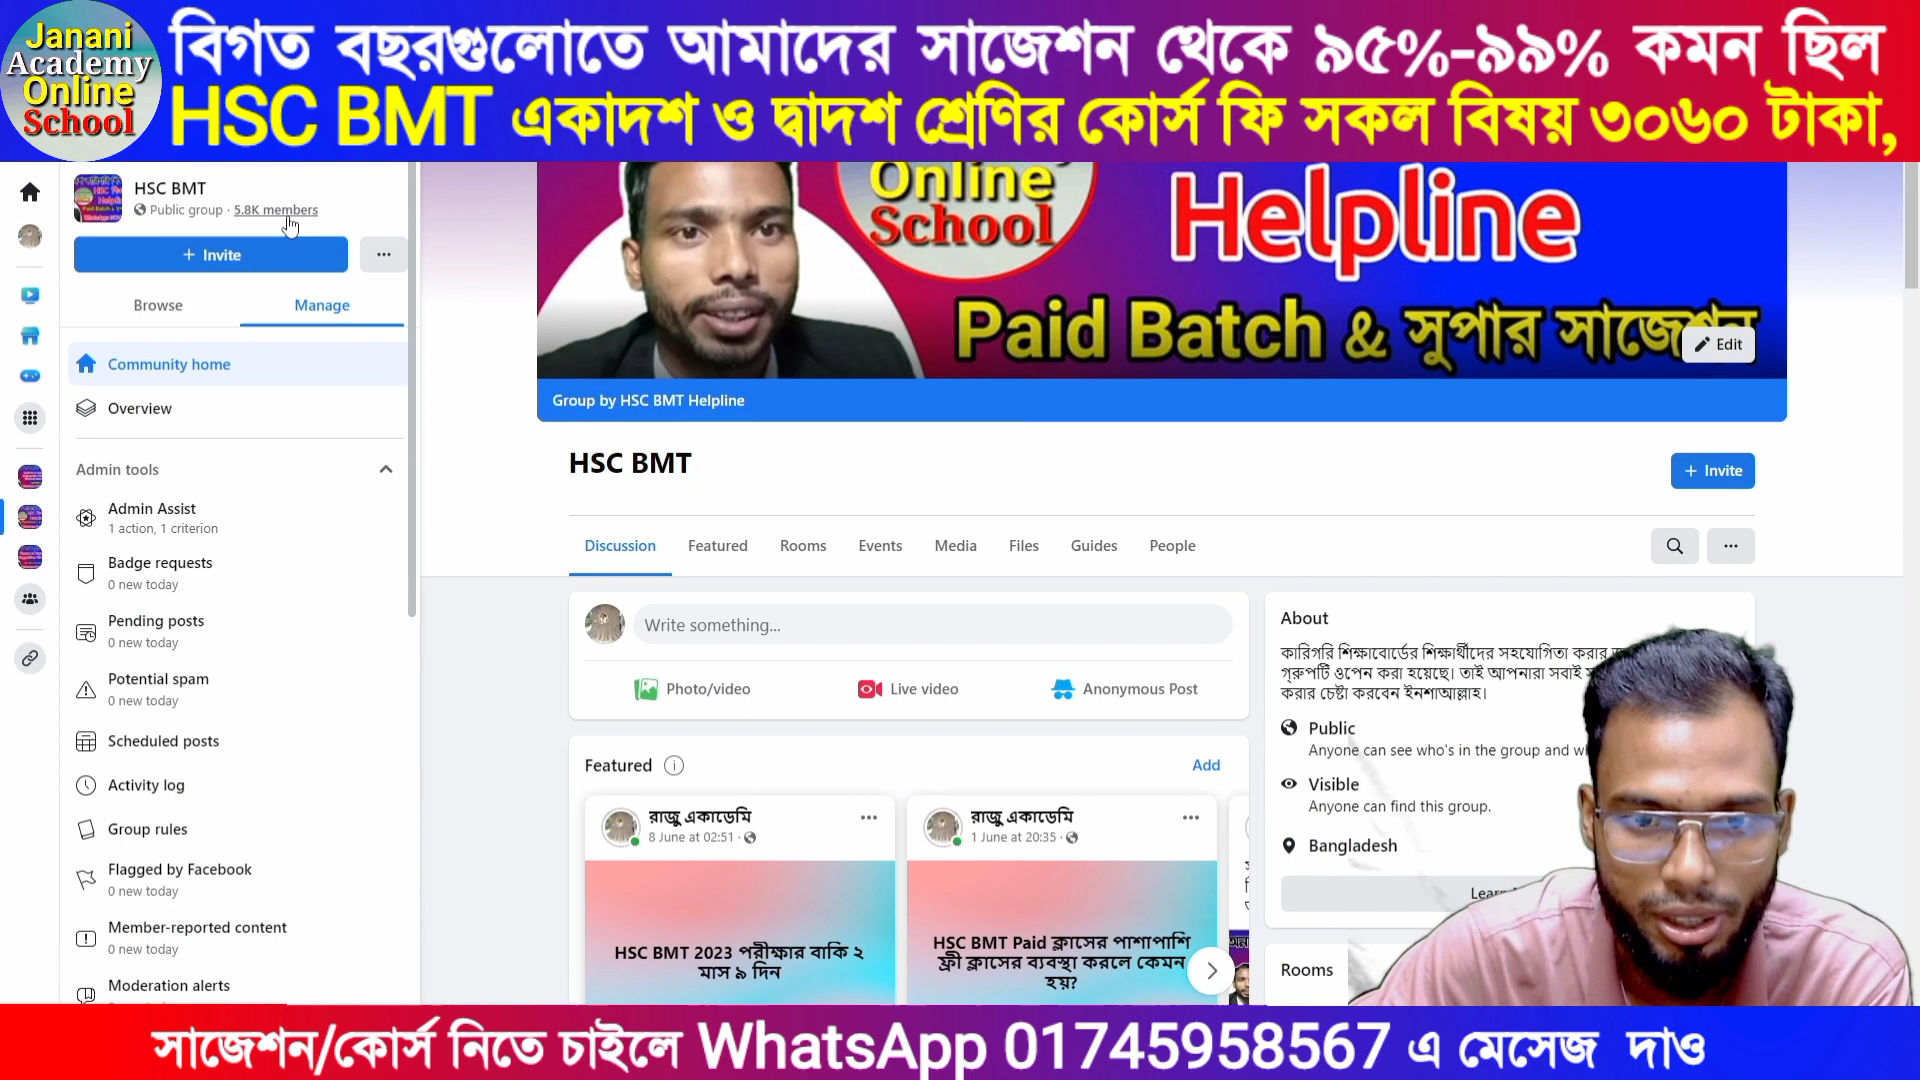 Janani
Academy
Online
School
বিগত বছরগুলোতে আমাদের সাজেশন থেকে ৯৫%-৯৯% কমন ছিল
HSC BMT একাদশ ও দ্বাদশ শ্রেণির কোর্স ফি সকল বিষয় ৩০৬০ টাকা,
HSC BMT
Public group · 5.8K members
+ Invite
Browse
Manage
Community home
Overview
Admin tools
Admin Assist
1 action, 1 criterion
Badge requests
0 new today
Pending posts
0 new today
Potential spam
0 new today
Scheduled posts
Activity log
Group rules
Flagged by Facebook
0 new today
Member-reported content
0 new today
Moderation alerts
Online
School
Helpline
Paid Batch & সুপার
Edit
Group by HSC BMT Helpline
HSC BMT
+ Invite
Discussion
Featured
Rooms
Events
Media
Files
Guides
People
Write something...
Photo/video
Live video
Anonymous Post
Featured
Add
রাজু একাডেমি
8 June at 02:51
HSC BMT 2023 পরীক্ষার বাকি ২
মাস ৯ দিন
রাজু একাডেমি
1 June at 20:35
HSC BMT Paid ক্লাসের পাশাপাশি
ফ্রী ক্লাসের ব্যবস্থা করলে কেমন
হয়?
About
কারিগরি শিক্ষাবোর্ডের শিক্ষার্থীদের সহযোগিতা করার
গ্রুপটি ওপেন করা হয়েছে। তাই আপনারা সবাই
করার চেষ্টা করবেন ইনশাআল্লাহ।
Public
Anyone can see who's in the group and
Visible
Anyone can find this group.
Bangladesh
Rooms
সাজেশন/কোর্স নিতে চাইলে WhatsApp 01745958567 এ মেসেজ দাও